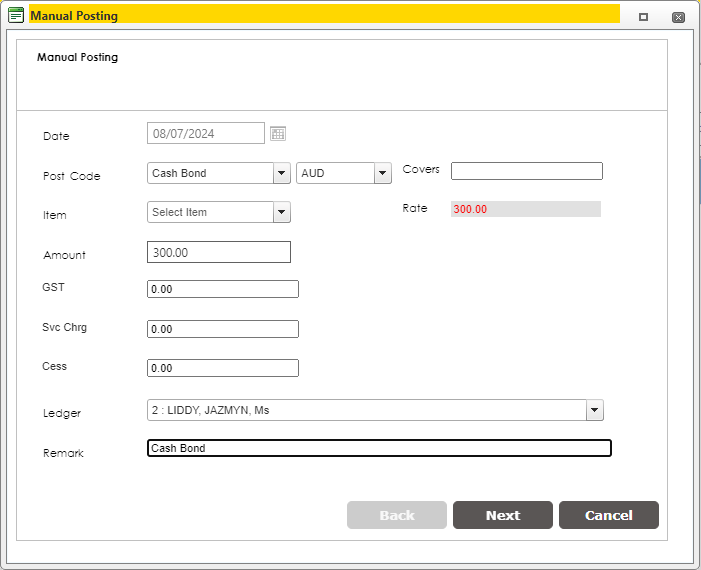 Manual Posting
Manual Posting
Date 08/07/2024
Post Code Cash Bond AUD Covers
Item Select Item Rate 300.00
Amount 300.00
GST 0.00
Svc Chrg 0.00
Cess 0.00
Ledger 2 : LIDDY, JAZMYN, Ms
Remark Cash Bond
Back Next Cancel